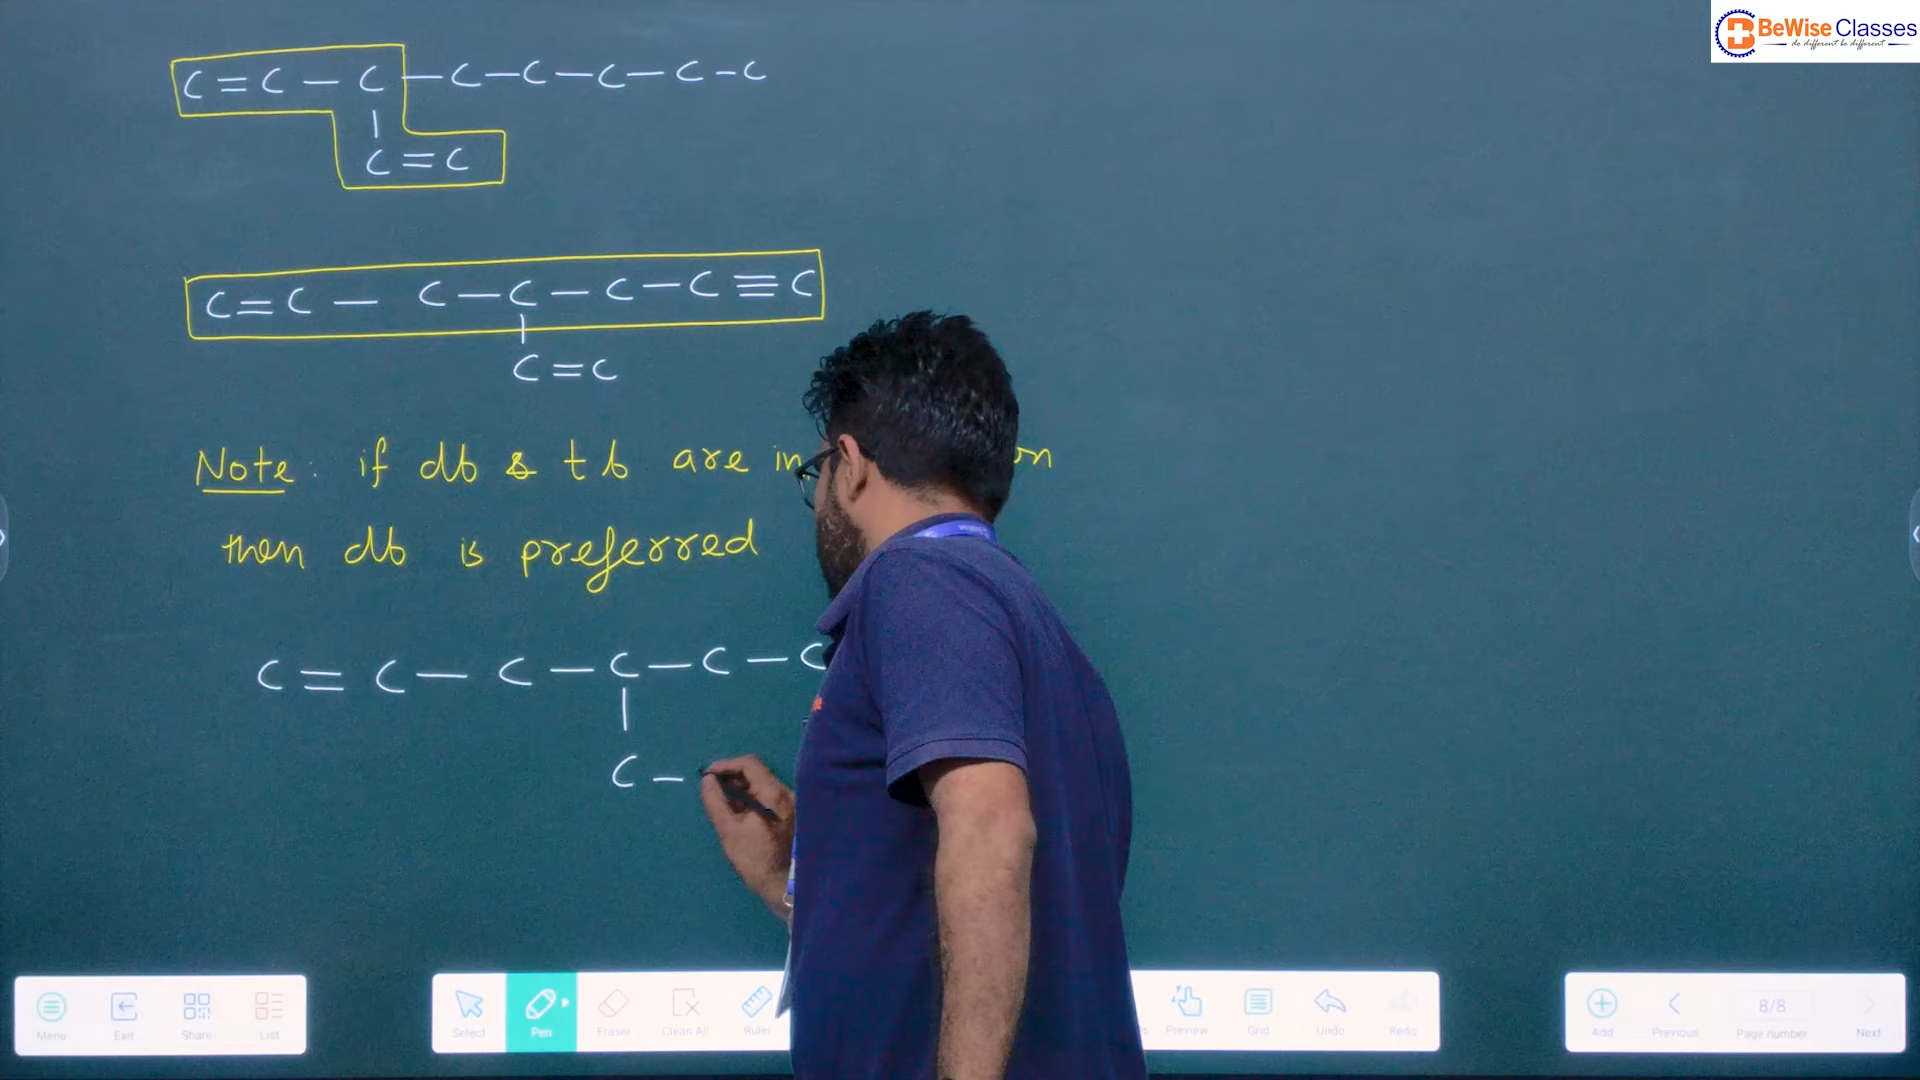 BeWise Classes
do different be different
C = C — C — C — C — C — C — C
|
C = C
C = C — C — C — C — C ≡ C
|
C = C
Note: if db & tb are in
then db is preferred
C = C — C — C — C — C
|
C —
Menu Exit Share List Select Pen Eraser Clean All Ruler Preview Grid Undo Redo Add Previous 8/8 Page number Next